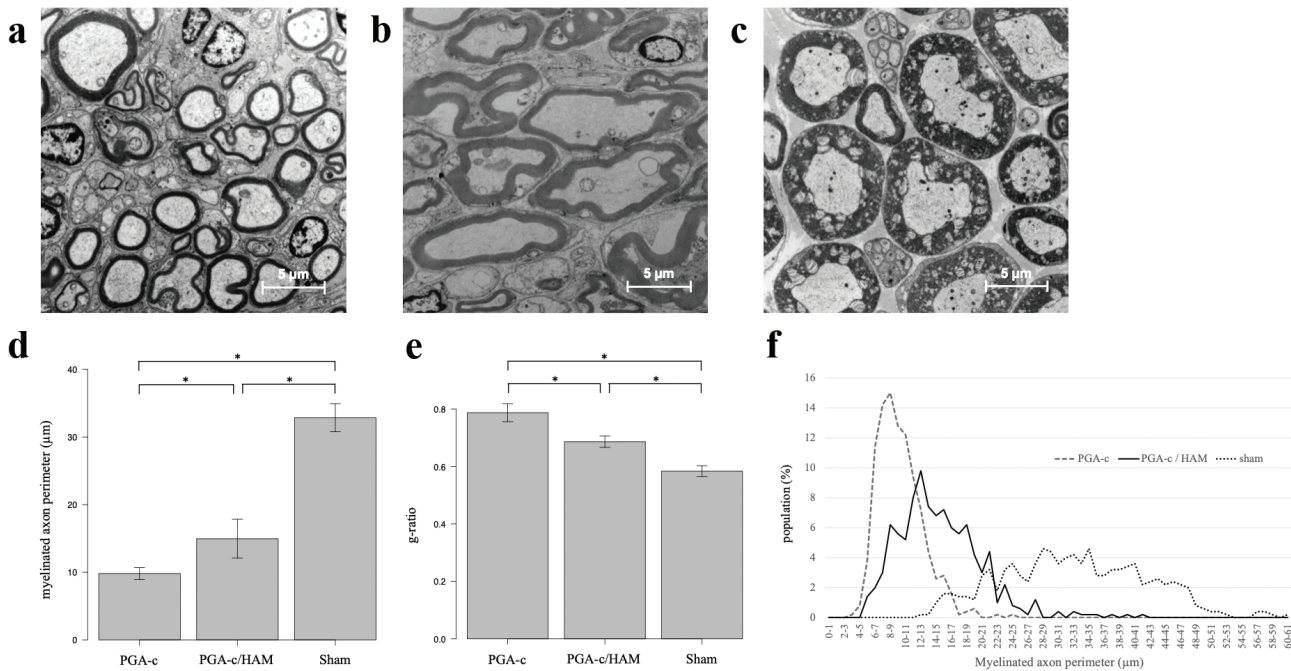 a
b
c
5 µm
5 µm
5 µm
d
e
f
* 
* *
40
30
20
10
0
myelinated axon perimeter (µm)
PGA-c PGA-c/HAM Sham
*
* *
0.8
0.6
0.4
0.2
0.0
g-ratio
PGA-c PGA-c/HAM Sham
16
14
12
10
8
6
4
2
0
population (%)
PGA-c PGA-c / HAM sham
0-1 2-3 4-5 6-7 8-9 10-11 12-13 14-15 16-17 18-19 20-21 22-23 24-25 26-27 28-29 30-31 32-33 34-35 36-37 38-39 40-41 42-43 44-45 46-47 48-49 50-51 52-53 54-55 56-57 58-59 60-61
Myelinated axon perimeter (µm)